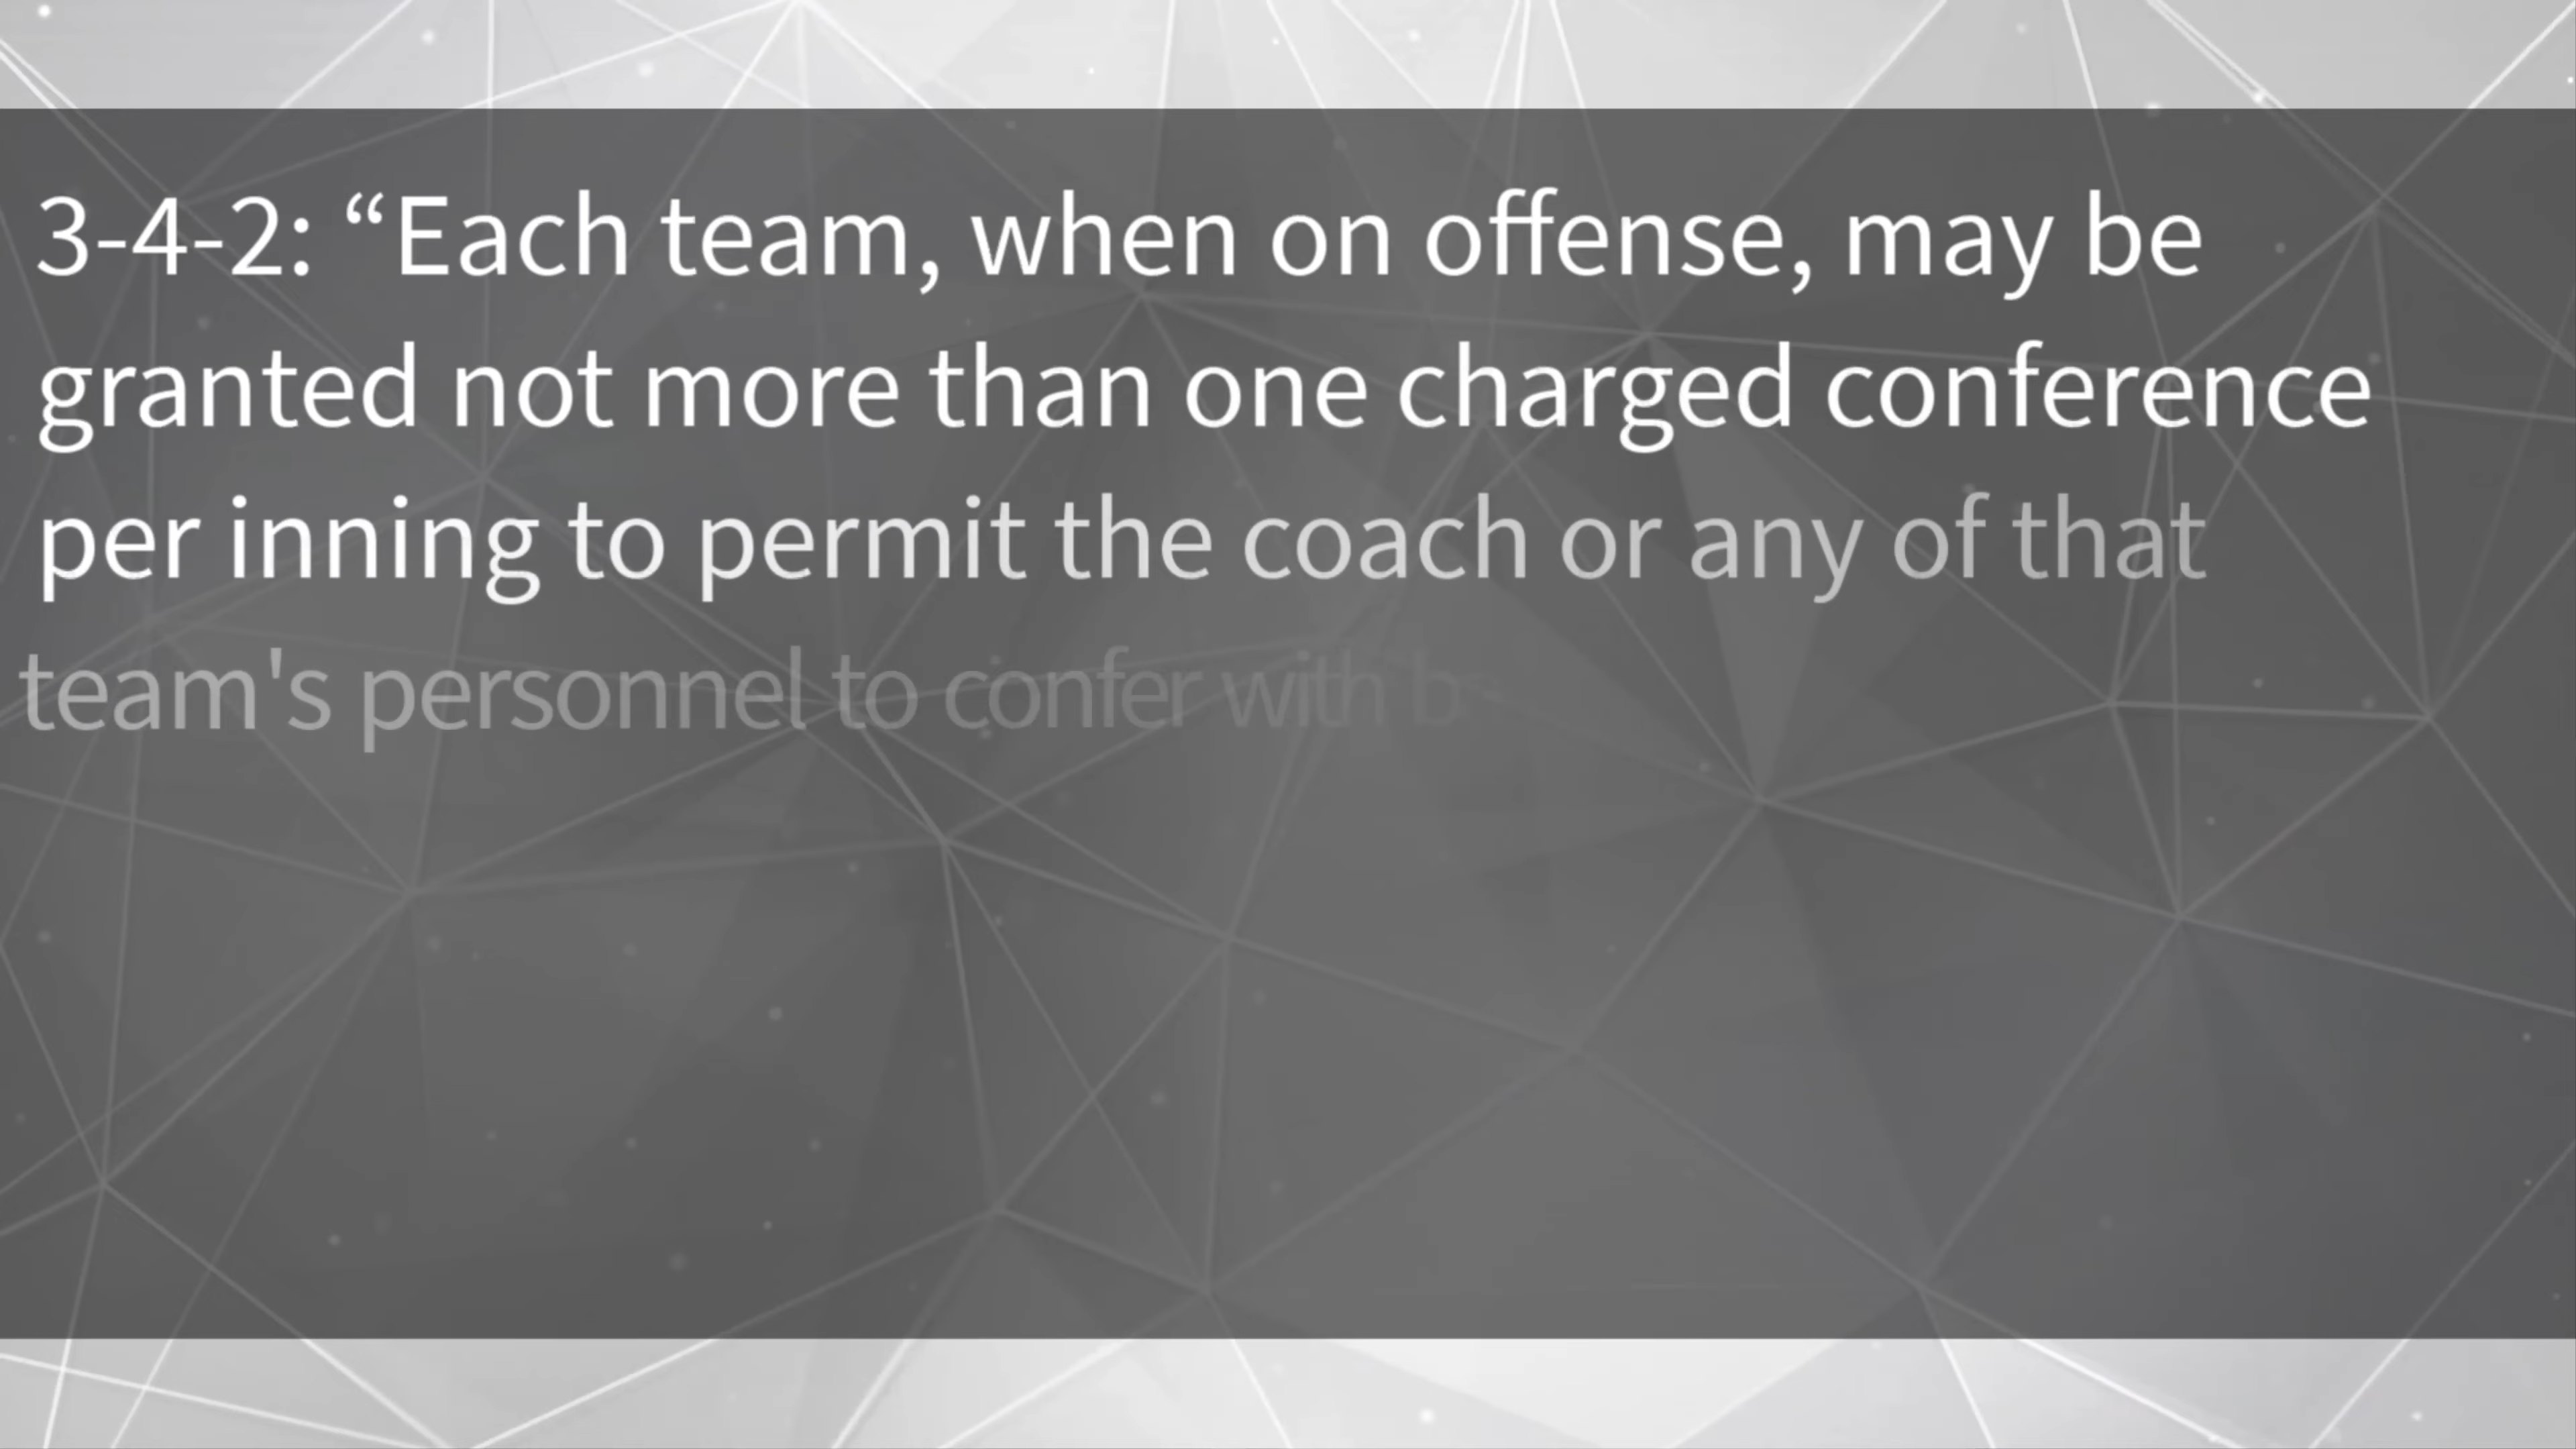 3-4-2: “Each team, when on offense, may be
granted not more than one charged conference
per inning to permit the coach or any of that
team's personnel to confer with